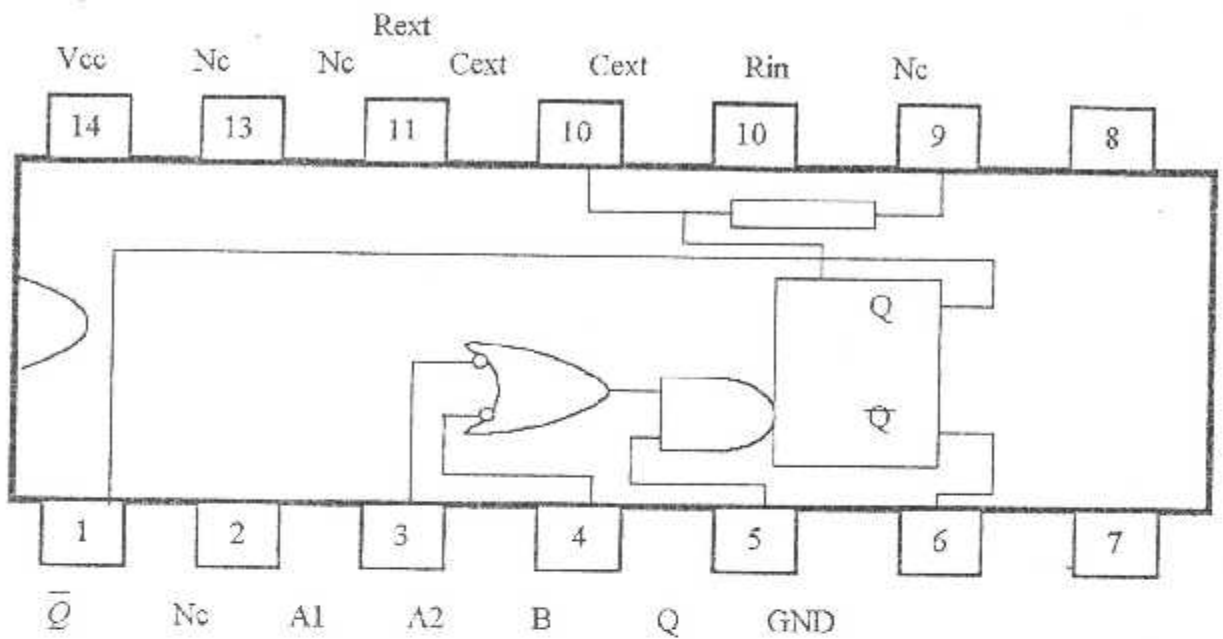 Rext
Vcc Nc Nc Cext Cext Rin Nc
14 13 11 10 10 9 8
Q
Q̅
1 2 3 4 5 6 7
Q̅ Nc A1 A2 B Q GND